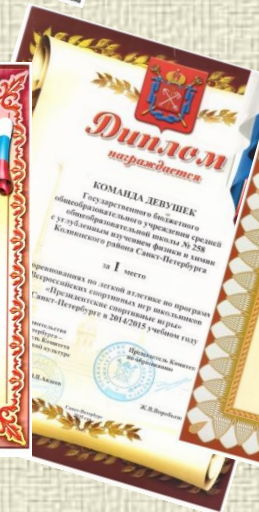 Диплом
награждается
КОМАНДА ДЕВУШЕК
Государственного бюджетного
общеобразовательного учреждения средней
общеобразовательной школы № 258
с углубленным изучением физики и химии
Колпинского района Санкт-Петербурга
за I место
соревнованиях по легкой атлетике по программе
Всероссийских спортивных игр школьников
«Президентские спортивные игры»
Санкт-Петербурге в 2014/2015 учебном году
Председатель Комитета
по образованию
Ж.В.Воробьева
Санкт-Петербург